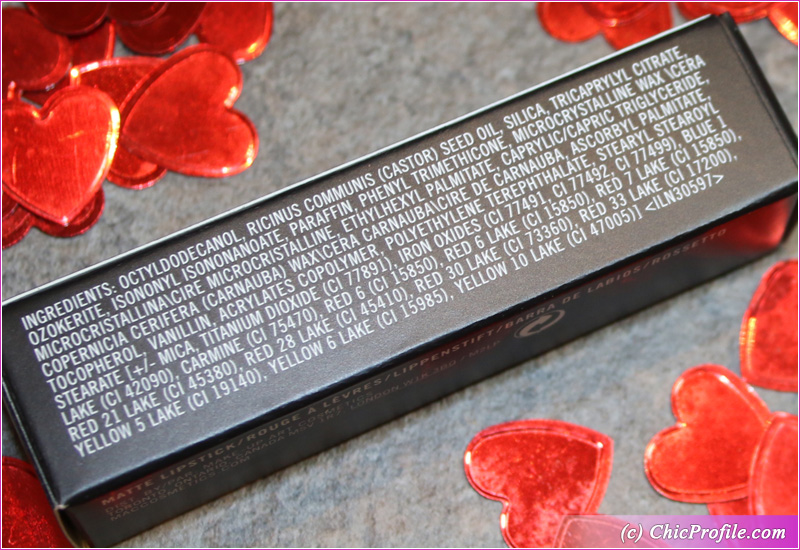 INGREDIENTS: OCTYLDODECANOL, RICINUS COMMUNIS (CASTOR) SEED OIL, SILICA, TRICAPRYLYL CITRATE,
OZOKERITE, ISONONYL ISONONANOATE, PARAFFIN, PHENYL TRIMETHICONE, MICROCRYSTALLINE WAX \CERA
MICROCRISTALLINA\CIRE MICROCRISTALLINE, ETHYLHEXYL PALMITATE, CAPRYLIC/CAPRIC TRIGLYCERIDE,
COPERNICIA CERIFERA (CARNAUBA) WAX\CERA CARNAUBA\CIRE DE CARNAUBA, ASCORBYL PALMITATE,
TOCOPHEROL, VANILLIN, ACRYLATES COPOLYMER, POLYETHYLENE TEREPHTHALATE, STEARYL STEAROYL
STEARATE [+/- MICA, TITANIUM DIOXIDE (CI 77891), IRON OXIDES (CI 77491, CI 77492, CI 77499), BLUE 1
LAKE (CI 42090), CARMINE (CI 75470), RED 6 (CI 15850), RED 6 LAKE (CI 15850), RED 7 LAKE (CI 15850),
RED 21 LAKE (CI 45380), RED 28 LAKE (CI 45410), RED 30 LAKE (CI 73360), RED 33 LAKE (CI 17200),
YELLOW 5 LAKE (CI 19140), YELLOW 6 LAKE (CI 15985), YELLOW 10 LAKE (CI 47005)] <ILN30597>
MATTE LIPSTICK/ROUGE A LÈVRES/LIPPENSTIFT/BARRA DE LABIOS/ROSSETTO
MACCOSMETICS.COM
(c) ChicProfile.com